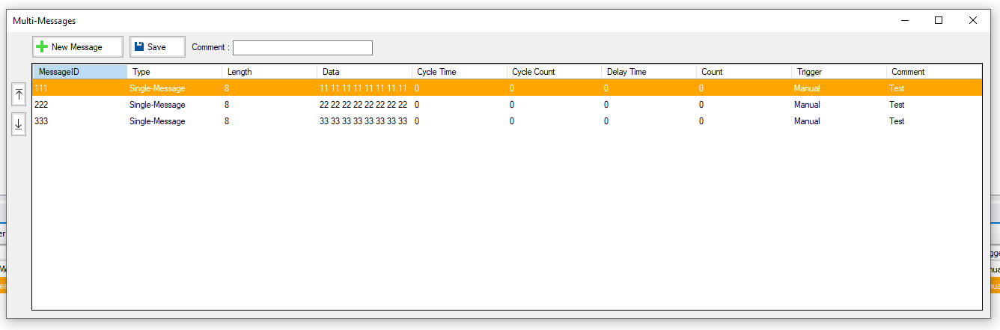 Multi-Messages
New Message Save Comment :
MessageID Type Length Data Cycle Time Cycle Count Delay Time Count Trigger Comment
111 Single-Message 8 11 11 11 11 11 11 11 11 0 0 0 0 Manual Test
222 Single-Message 8 22 22 22 22 22 22 22 22 0 0 0 0 Manual Test
333 Single-Message 8 33 33 33 33 33 33 33 33 0 0 0 0 Manual Test